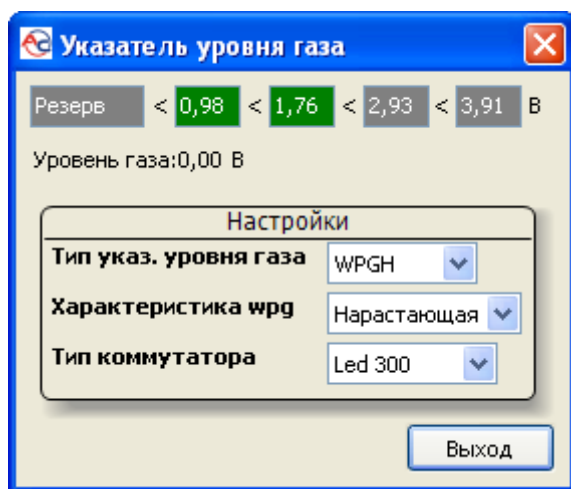 Указатель уровня газа
Резерв < 0,98 < 1,76 < 2,93 < 3,91 В
Уровень газа:0,00 В
Настройки
Тип указ. уровня газа WPGH
Характеристика wpg Нарастающая
Тип коммутатора Led 300
Выход